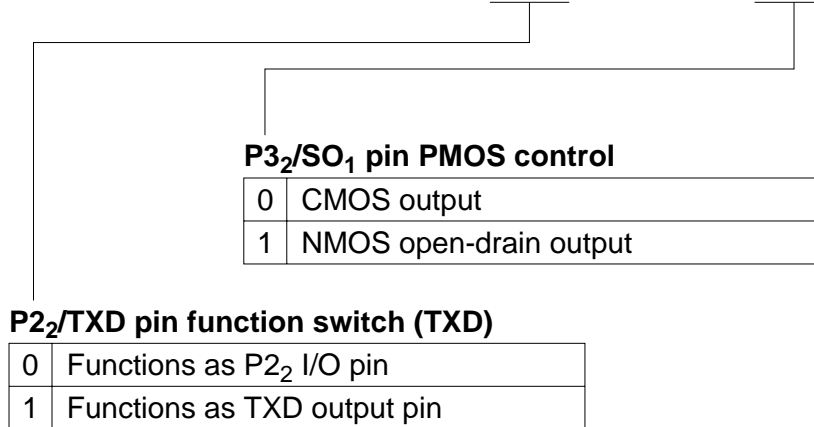 P3₂/SO₁ pin PMOS control
0 CMOS output
1 NMOS open-drain output
P2₂/TXD pin function switch (TXD)
0 Functions as P2₂ I/O pin
1 Functions as TXD output pin